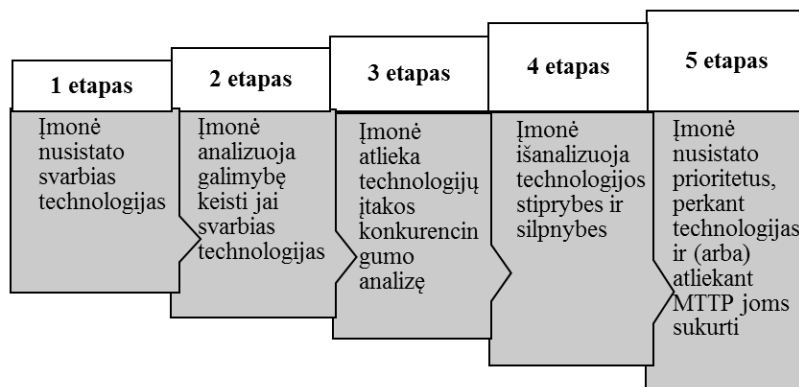 1 etapas
Įmonė
nusistato
svarbias
technologijas
2 etapas
Įmonė
analizuoja
galimybę
keisti jai
svarbias
technologijas
3 etapas
Įmonė
atlieka
technologijų
įtakos
konkurencin
gumo
analizę
4 etapas
Įmonė
išanalizuoja
technologijos
stiprybes ir
silpnybes
5 etapas
Įmonė
nusistato
prioritetus,
perkant
technologijas
ir (arba)
atliekant
MTTP joms
sukurti